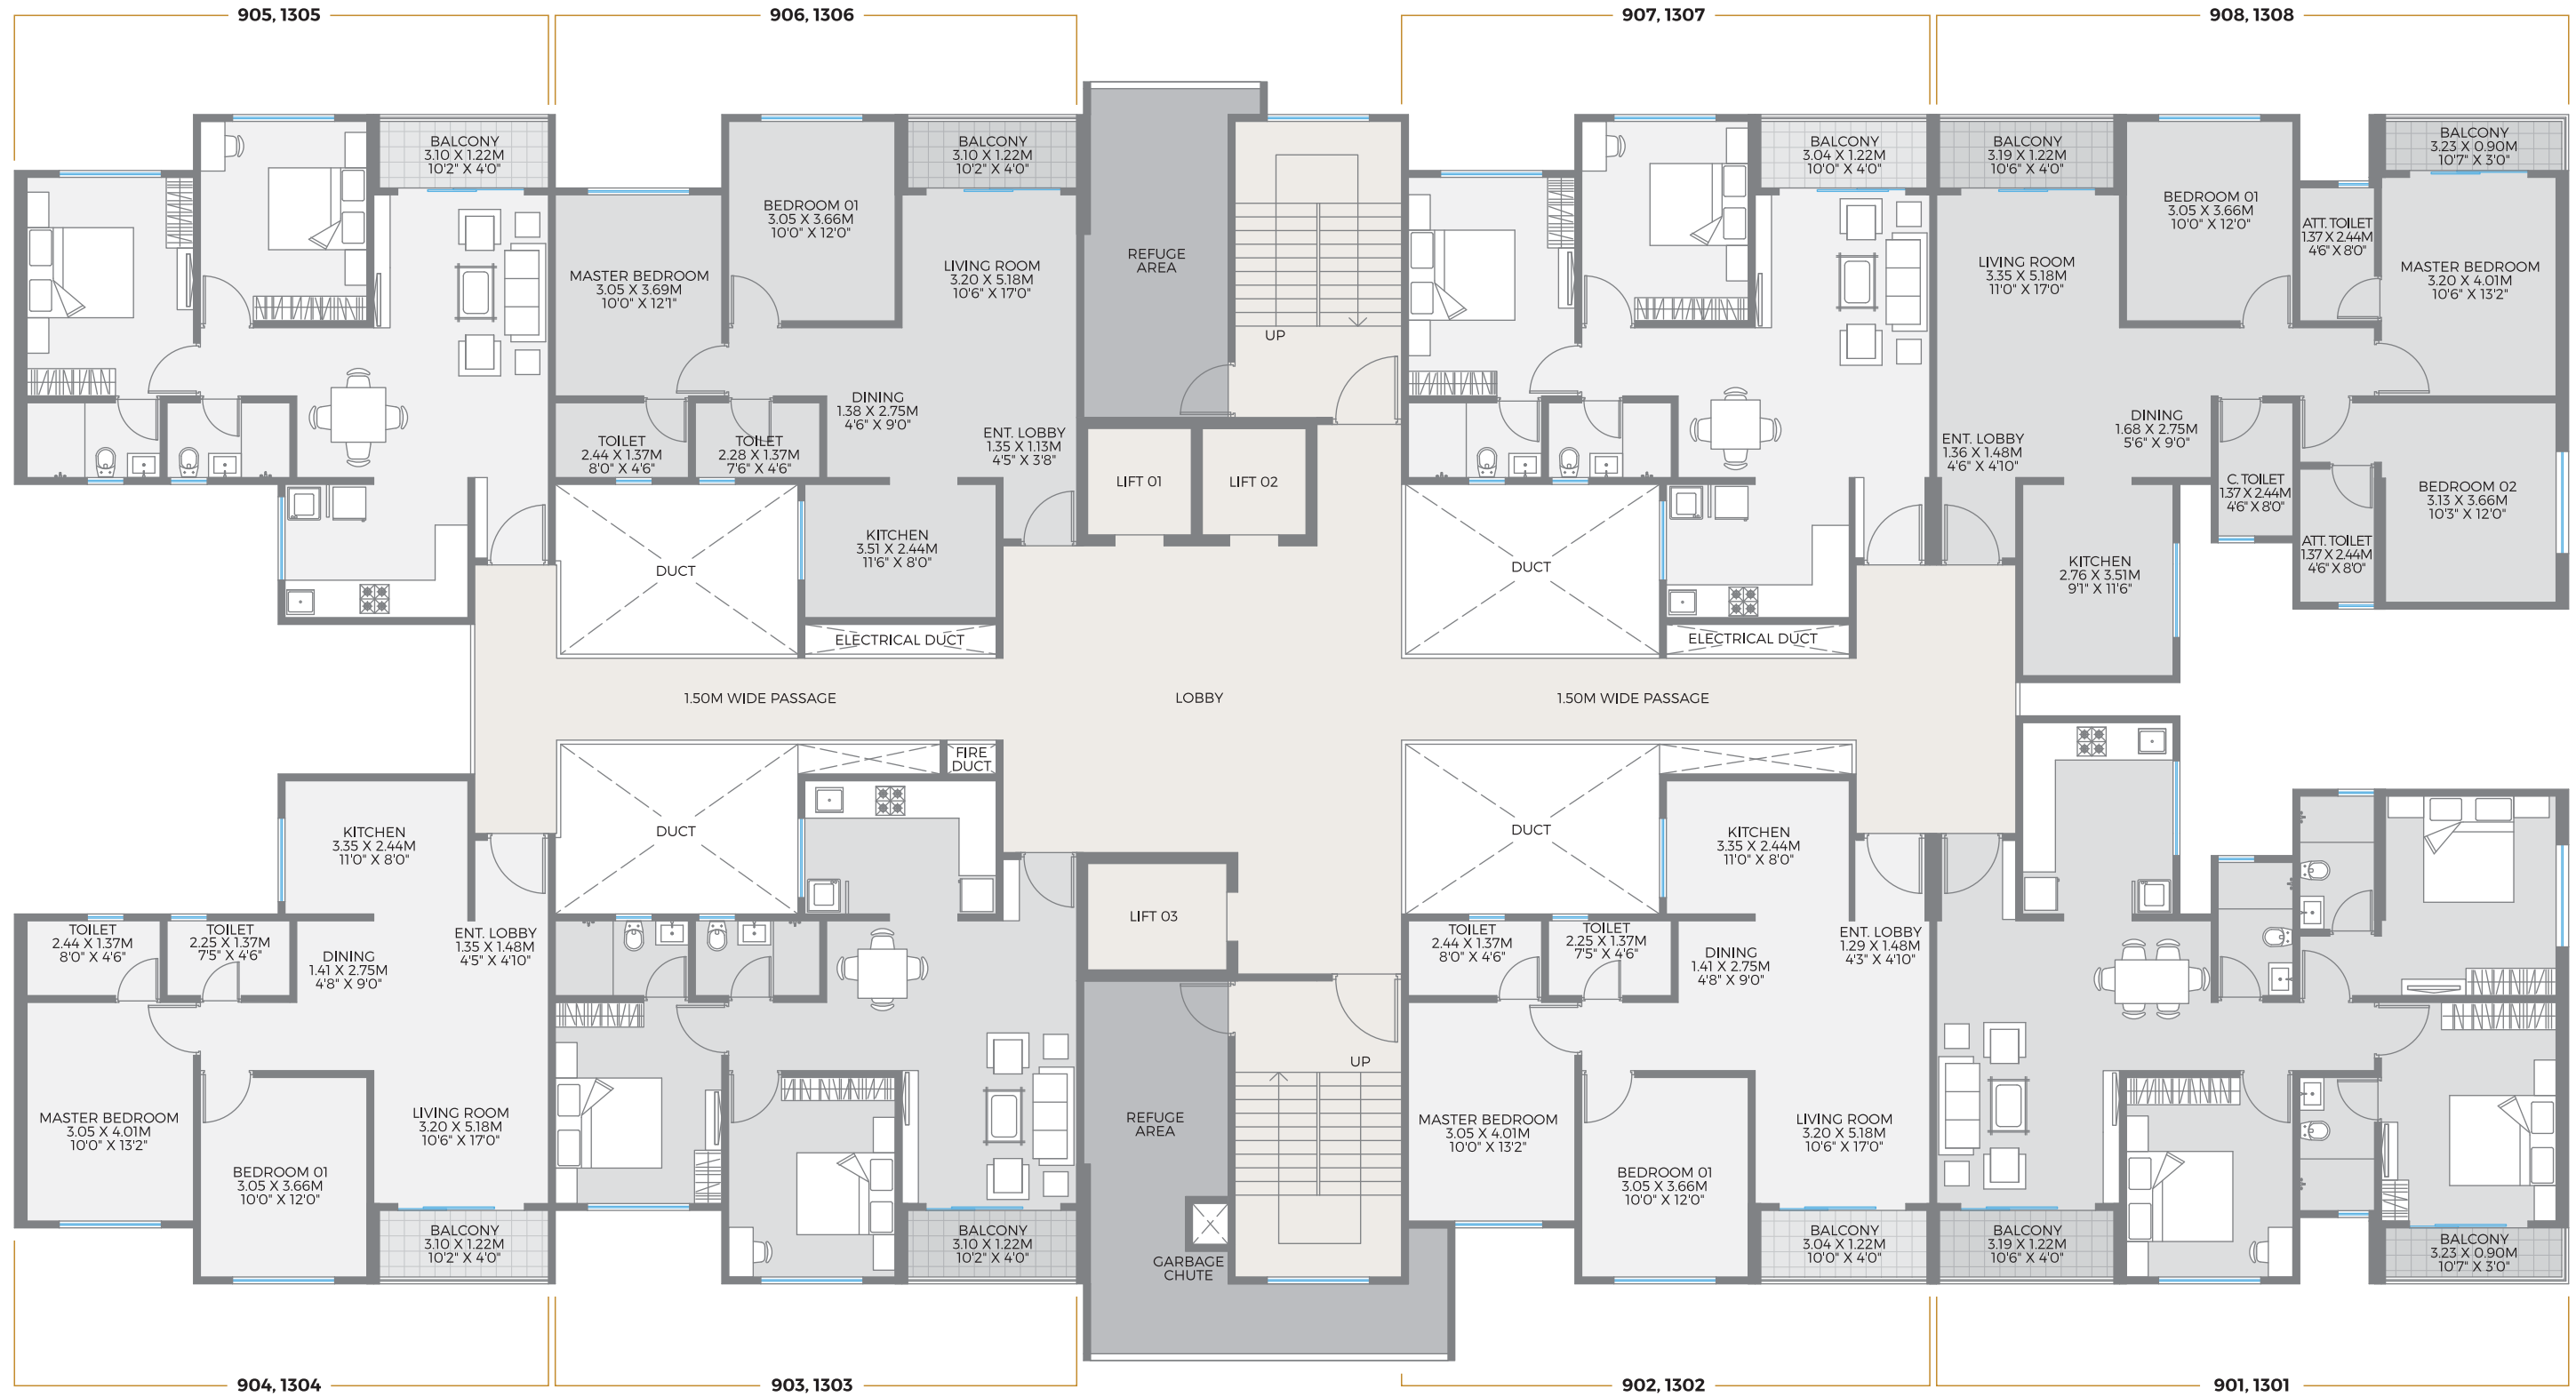 905, 1305
906, 1306
907, 1307
908, 1308
BALCONY
3.10 X 1.22M
10'2" X 4'0"
BEDROOM 01
3.05 X 3.66M
10'0" X 12'0"
BALCONY
3.10 X 1.22M
10'2" X 4'0"
MASTER BEDROOM
3.05 X 3.69M
10'0" X 12'1"
LIVING ROOM
3.20 X 5.18M
10'6" X 17'0"
DINING
1.38 X 2.75M
4'6" X 9'0"
TOILET
2.44 X 1.37M
8'0" X 4'6"
TOILET
2.28 X 1.37M
7'6" X 4'6"
ENT. LOBBY
1.35 X 1.13M
4'5" X 3'8"
KITCHEN
3.51 X 2.44M
11'6" X 8'0"
DUCT
ELECTRICAL DUCT
REFUGE
AREA
UP
LIFT 01
LIFT 02
BALCONY
3.04 X 1.22M
10'0" X 4'0"
DUCT
ELECTRICAL DUCT
BALCONY
3.19 X 1.22M
10'6" X 4'0"
BEDROOM 01
3.05 X 3.66M
10'0" X 12'0"
BALCONY
3.23 X 0.90M
10'7" X 3'0"
ATT. TOILET
1.37 X 2.44M
4'6" X 8'0"
LIVING ROOM
3.35 X 5.18M
11'0" X 17'0"
MASTER BEDROOM
3.20 X 4.01M
10'6" X 13'2"
DINING
1.68 X 2.75M
5'6" X 9'0"
ENT. LOBBY
1.36 X 1.48M
4'6" X 4'10"
C. TOILET
1.37 X 2.44M
4'6" X 8'0"
BEDROOM 02
3.13 X 3.66M
10'3" X 12'0"
ATT. TOILET
1.37 X 2.44M
4'6" X 8'0"
KITCHEN
2.76 X 3.51M
9'1" X 11'6"
1.50M WIDE PASSAGE
LOBBY
1.50M WIDE PASSAGE
KITCHEN
3.35 X 2.44M
11'0" X 8'0"
TOILET
2.44 X 1.37M
8'0" X 4'6"
TOILET
2.25 X 1.37M
7'5" X 4'6"
DINING
1.41 X 2.75M
4'8" X 9'0"
ENT. LOBBY
1.35 X 1.48M
4'5" X 4'10"
MASTER BEDROOM
3.05 X 4.01M
10'0" X 13'2"
BEDROOM 01
3.05 X 3.66M
10'0" X 12'0"
LIVING ROOM
3.20 X 5.18M
10'6" X 17'0"
BALCONY
3.10 X 1.22M
10'2" X 4'0"
DUCT
FIRE
DUCT
BALCONY
3.10 X 1.22M
10'2" X 4'0"
LIFT 03
REFUGE
AREA
UP
GARBAGE
CHUTE
DUCT
KITCHEN
3.35 X 2.44M
11'0" X 8'0"
TOILET
2.44 X 1.37M
8'0" X 4'6"
TOILET
2.25 X 1.37M
7'5" X 4'6"
DINING
1.41 X 2.75M
4'8" X 9'0"
ENT. LOBBY
1.29 X 1.48M
4'3" X 4'10"
MASTER BEDROOM
3.05 X 4.01M
10'0" X 13'2"
BEDROOM 01
3.05 X 3.66M
10'0" X 12'0"
LIVING ROOM
3.20 X 5.18M
10'6" X 17'0"
BALCONY
3.04 X 1.22M
10'0" X 4'0"
BALCONY
3.19 X 1.22M
10'6" X 4'0"
BALCONY
3.23 X 0.90M
10'7" X 3'0"
904, 1304
903, 1303
902, 1302
901, 1301